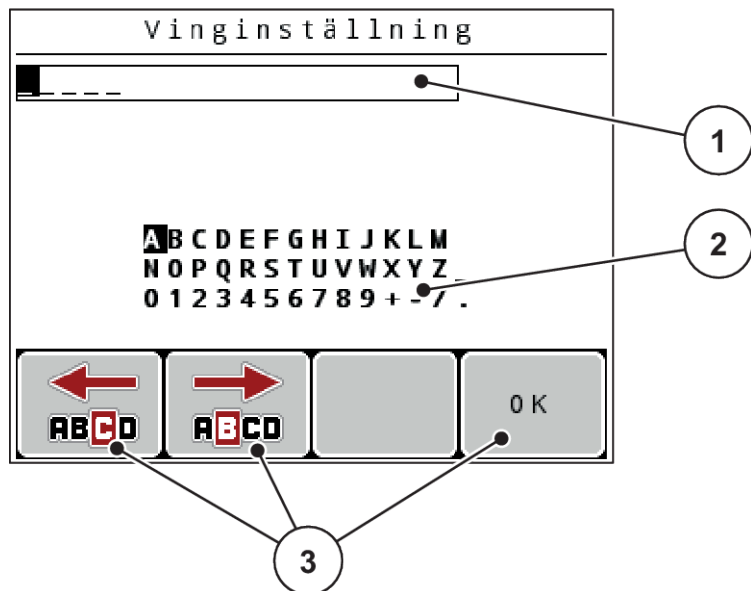 Vinginställning
1
ABCDEFGHIJKLM
NOPQRSTUVWXYZ_
0123456789+-/.
2
ABCD ABCD OK
3